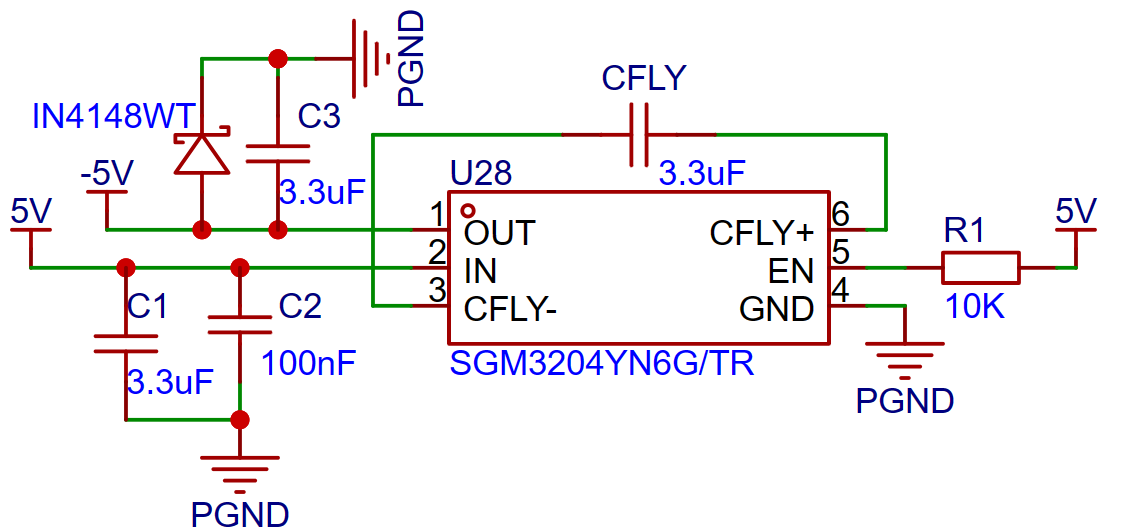 PGND
CFLY
IN4148WT
C3
3.3uF
-5V
3.3uF
U28
5V
1
OUT
CFLY+
6
R1
5V
2
IN
EN
5
3
CFLY-
GND
4
10K
C1
C2
3.3uF
100nF
SGM3204YN6G/TR
PGND
PGND